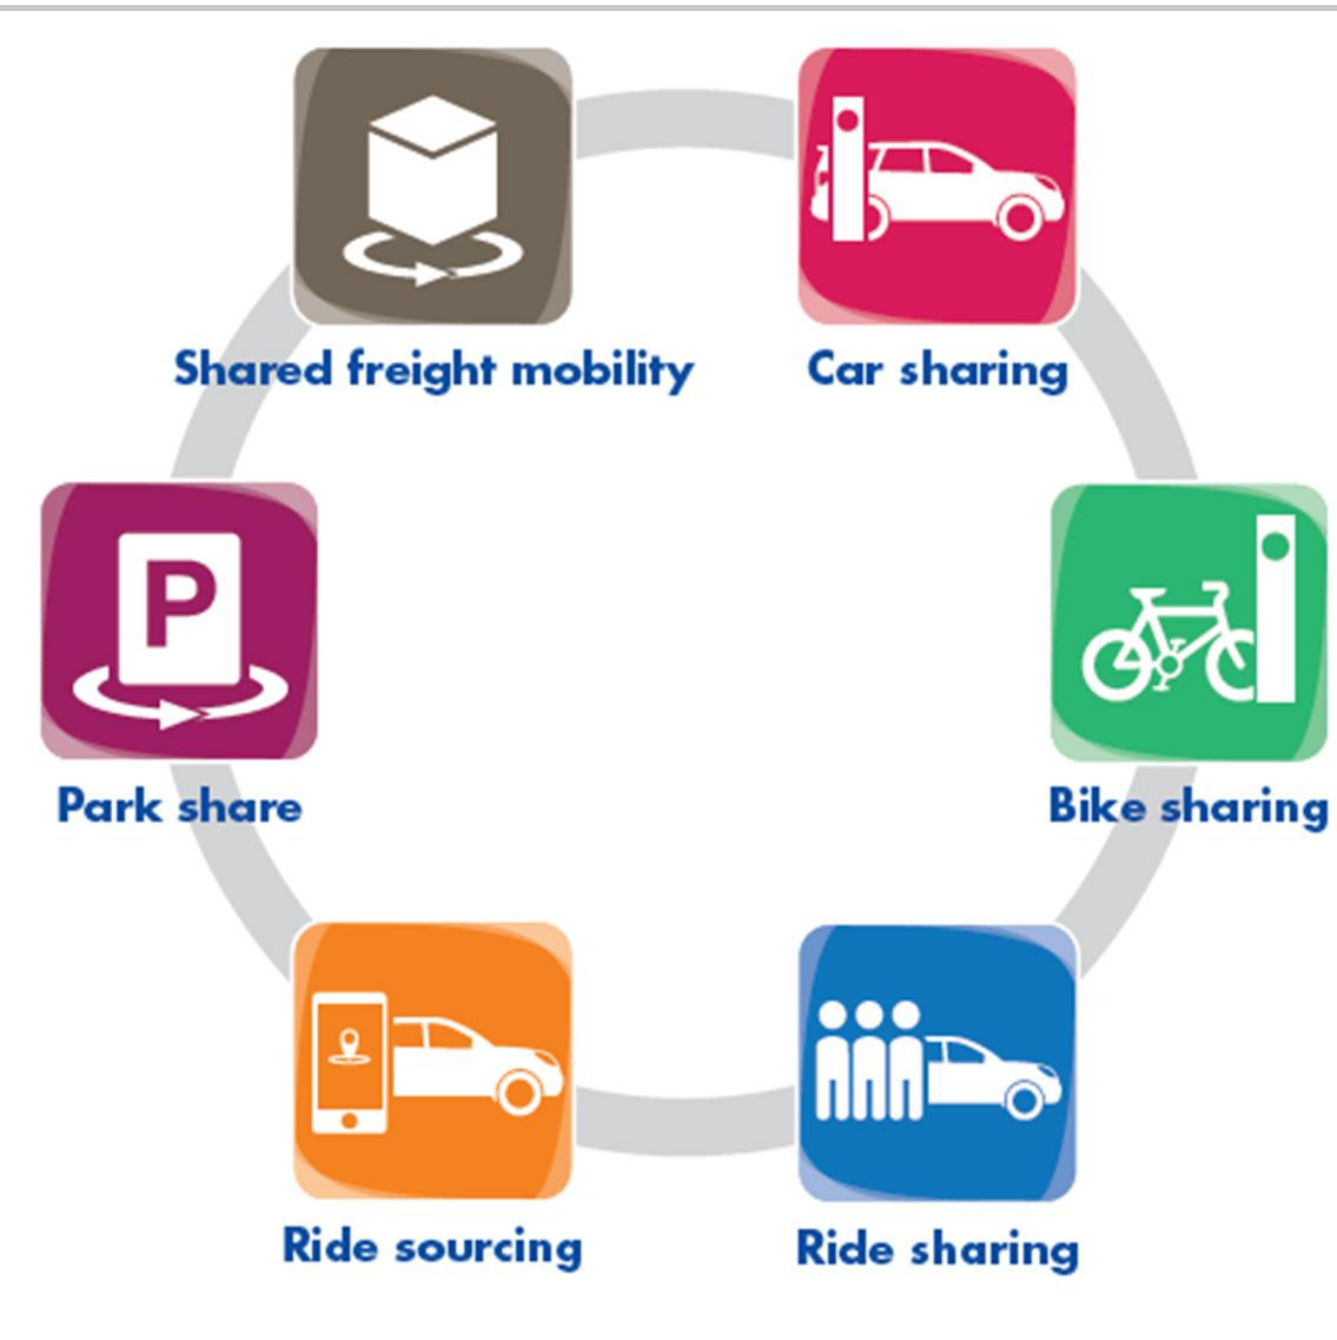 Shared freight mobility
Car sharing
P
Park share
Bike sharing
Ride sourcing
Ride sharing